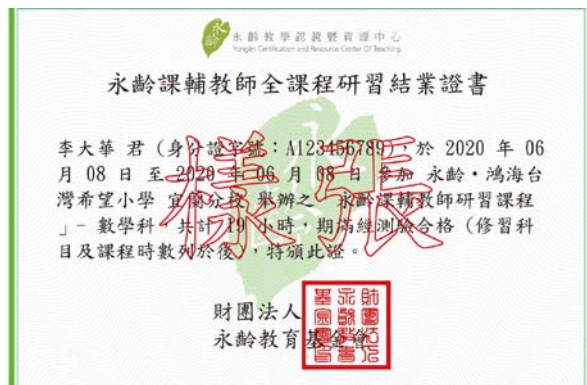 永齡教學認證暨資源中心
Yonglin Certification and Resource Center Of Teaching
永齡課輔教師全課程研習結業證書
李大華 君 (身分證字號：A123456789)，於 2020 年 06
月 08 日 至 2020 年 06 月 08 日 參加 永齡・鴻海台
灣希望小學 宜蘭分校 舉辦之 「永齡課輔教師研習課程
」- 數學科 共計 19 小時，期滿經測驗合格 (修習科
目及課程時數列於後)，特頒此證。
樣張
財團法人
永齡教育基金會